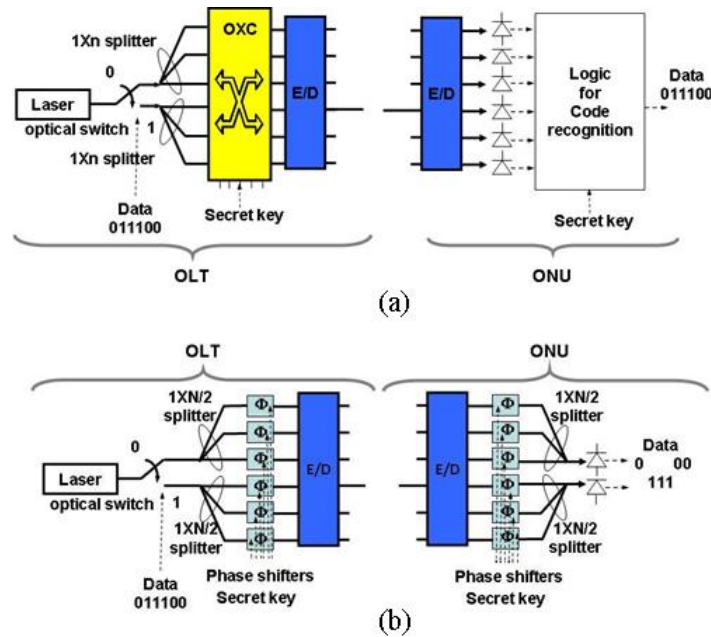 1Xn splitter
OXC
0
E/D
E/D
Laser
Logic
for
Code
recognition
Data
011100
optical switch
1
1Xn splitter
Data
011100
Secret key
Secret key
OLT
ONU
(a)
OLT
ONU
1XN/2
splitter
Φ
Φ
1XN/2
splitter
Φ
Φ
0
Φ
Φ
Data
0 00
Laser
E/D
E/D
111
optical switch
1
Φ
Φ
Φ
Φ
1XN/2
splitter
Φ
Φ
1XN/2
splitter
Data
011100
Phase shifters
Secret key
Phase shifters
Secret key
(b)